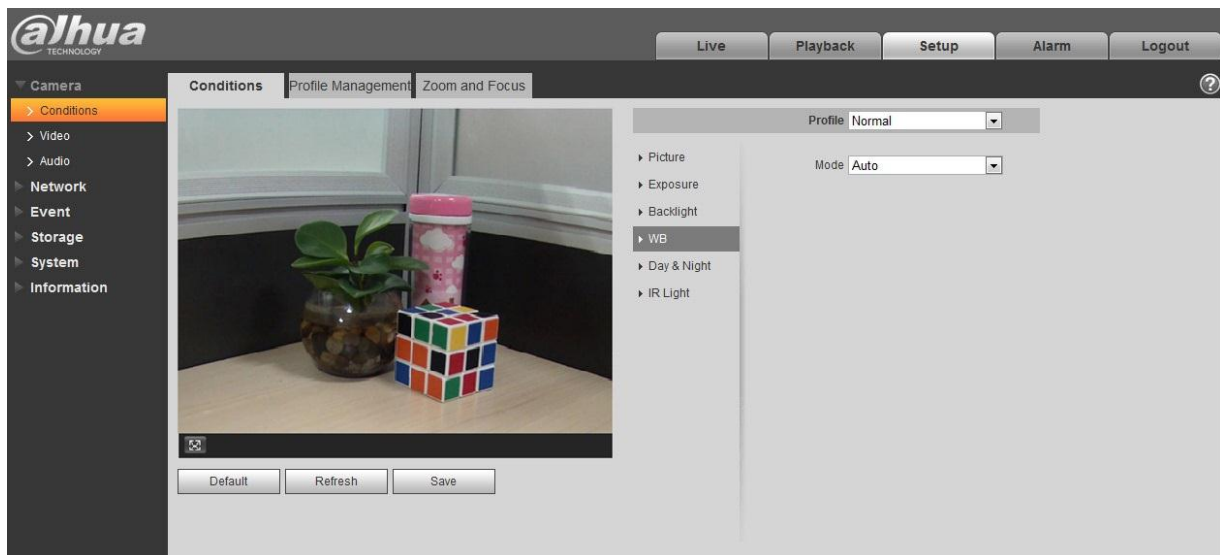 alhua
TECHNOLOGY
Live Playback Setup Alarm Logout
Camera
Conditions
Video
Audio
Network
Event
Storage
System
Information
Conditions Profile Management Zoom and Focus ?
Default Refresh Save
Profile Normal
Picture
Exposure
Backlight
WB
Day & Night
IR Light
Mode Auto